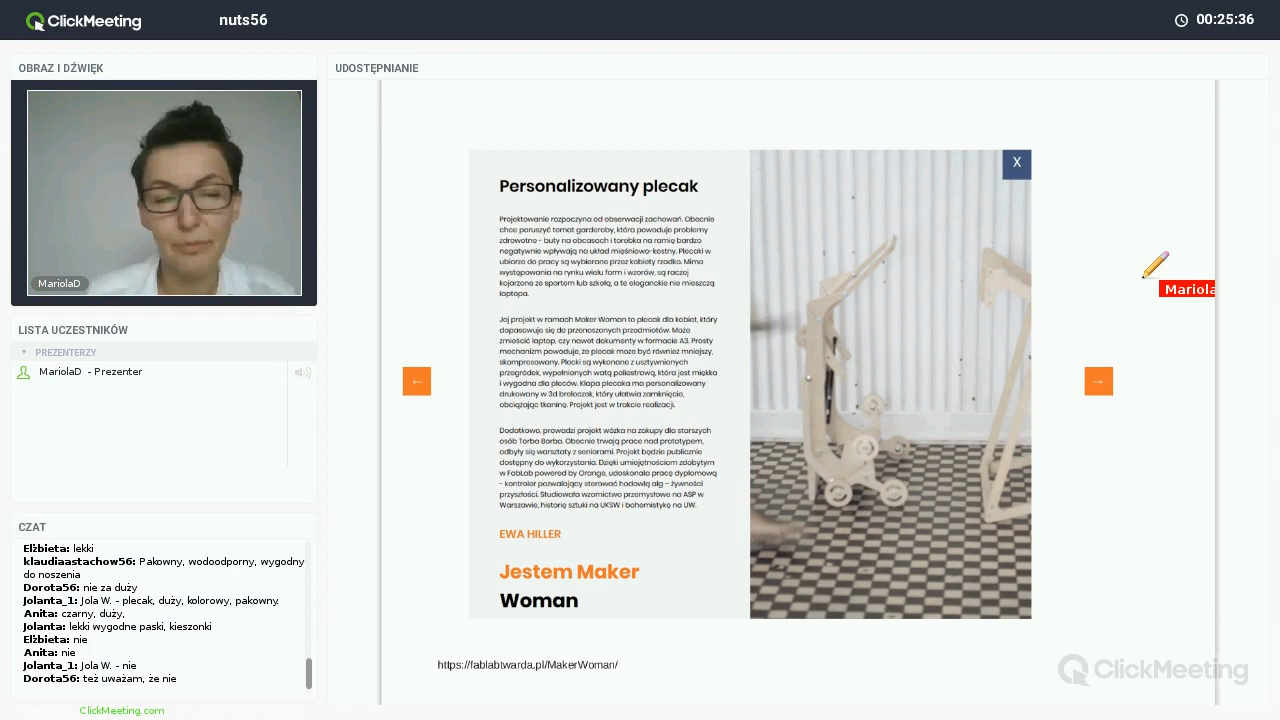 ClickMeeting
nuts56
00:25:36
OBRAZ I DŹWIĘK
MariolaD
LISTA UCZESTNIKÓW
PREZENTERZY
MariolaD - Prezenter
CZAT
Elżbieta: lekki
klaudiaastachow56: Pakowny, wodoodporny, wygodny
do noszenia
Dorota56: nie za duży
Jolanta_1: Jola W. - plecak, duży, kolorowy, pakowny.
Anita: czarny, duży,
Jolanta: lekki wygodne paski, kieszonki
Elżbieta: nie
Anita: nie
Jolanta_1: Jola W. - nie
Dorota56: też uważam, że nie
ClickMeeting.com
UDOSTĘPNIANIE
Personalizowany plecak
Projektowanie rozpoczyna od obserwacji zachowań. Obecnie
chce poruszyć temat garderoby, która powoduje problemy
zdrowotne - buty na obcasach i torebka na ramię bardzo
negatywnie wpływają na układ mięśniowo-kostny. Plecaki w
ubiorze do pracy są wybierane przez kobiety rzadko. Mimo
występowania na rynku wielu form i wzorów, są raczej
kojarzone ze sportem lub szkołą, a te eleganckie nie mieszczą
laptopa.
Jej projekt w ramach Maker Woman to plecak dla kobiet, który
dopasowuje się do przenoszonych przedmiotów. Może
zmieścić laptop, czy nawet dokumenty w formacie A3. Prosty
mechanizm powoduje, że plecak może być również mniejszy,
skompresowany. Plecki są wykonane z usztywnionych
przegródek, wypełnionych watą poliestrową, która jest miękka
i wygodna dla pleców. Klapa plecaka ma personalizowany
drukowany w 3d breloczek, który ułatwia zamknięcie,
obciążając tkaninę. Projekt jest w trakcie realizacji.
Dodatkowo, prowadzi projekt wózka na zakupy dla starszych
osób Torba Borba. Obecnie trwają prace nad prototypem,
odbyły się warsztaty z seniorami. Projekt będzie publicznie
dostępny do wykorzystania. Dzięki umiejętnościom zdobytym
w FabLab powered by Orange, udoskonala pracę dyplomową
- kontroler pozwalający sterować hodowlą alg – żywności
przyszłości. Studiowała wzornictwo przemysłowe na ASP w
Warszawie, historię sztuki na UKSW i bohemistykę na UW.
EWA HILLER
Jestem Maker
Woman
X
←
→
Mariola
https://fablabtwarda.pl/MakerWoman/
ClickMeeting